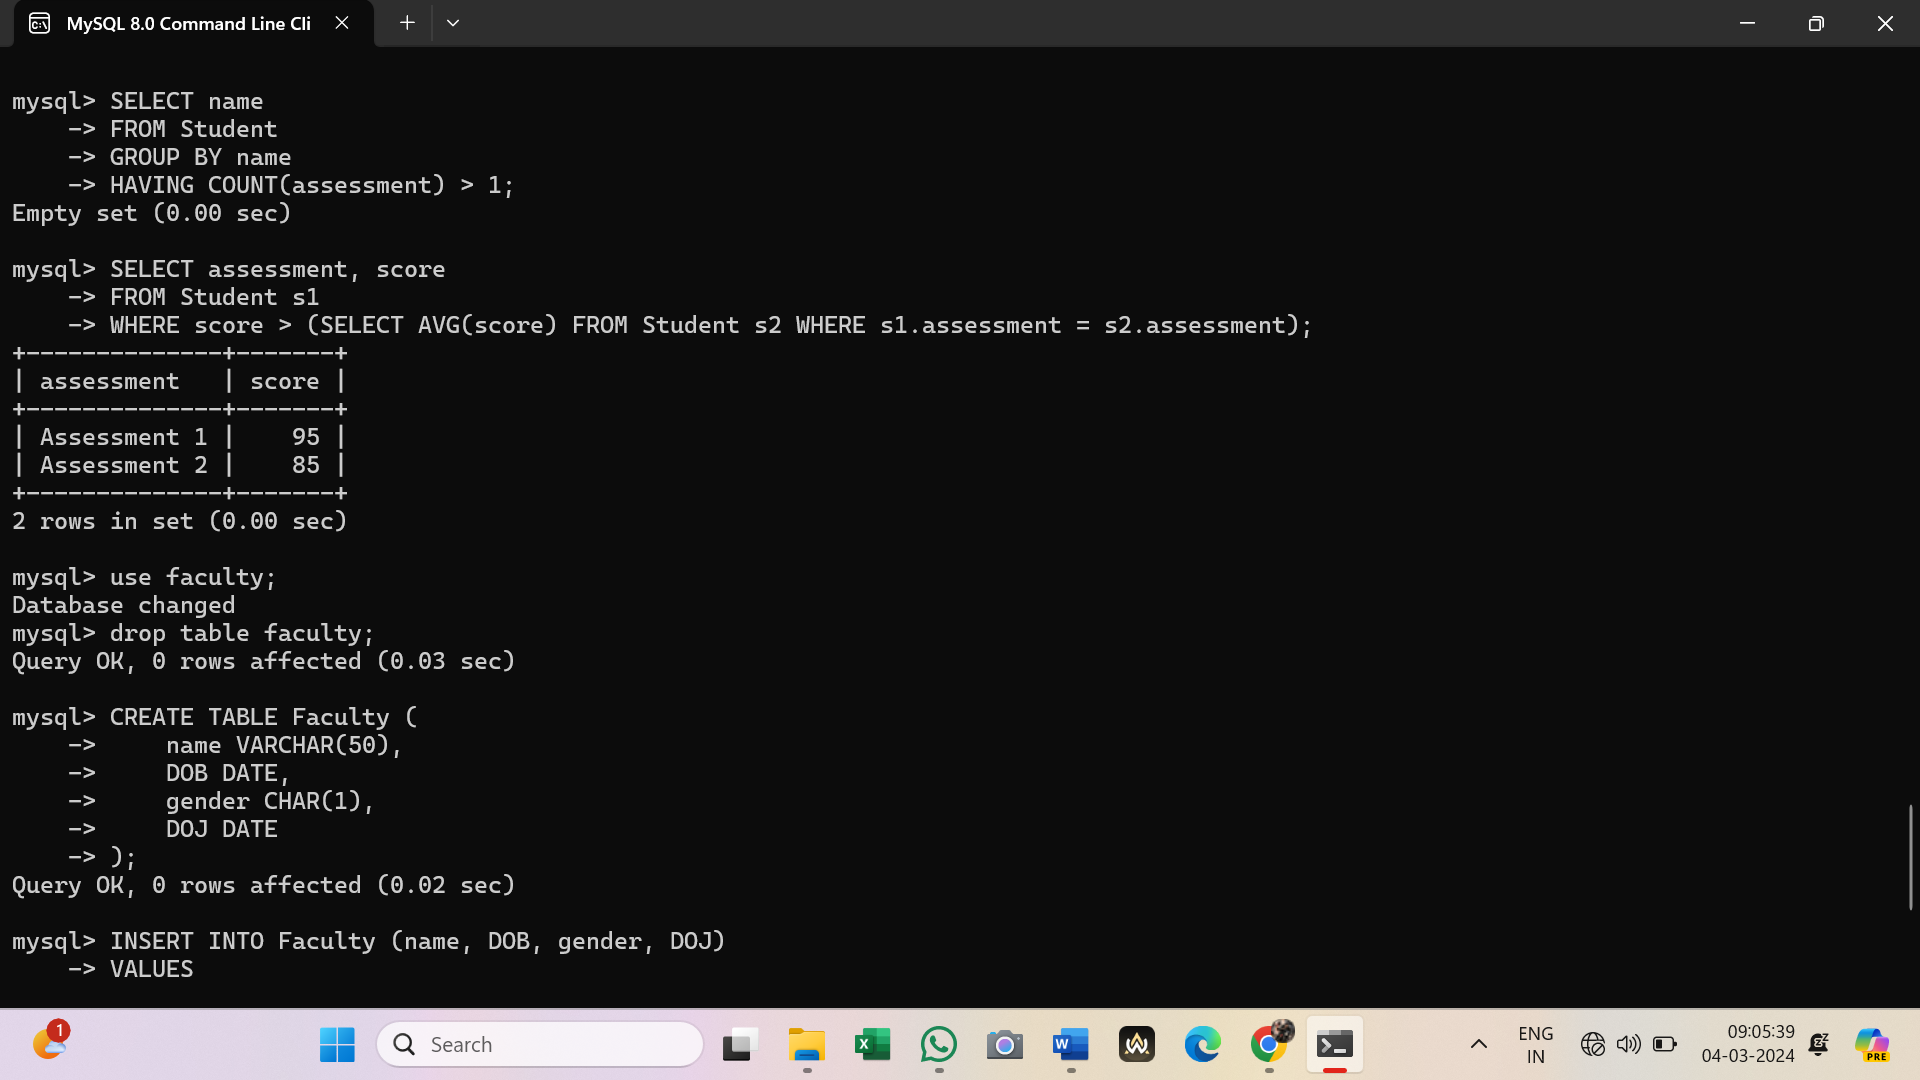 MySQL 8.0 Command Line Cli
mysql> SELECT name
    -> FROM Student
    -> GROUP BY name
    -> HAVING COUNT(assessment) > 1;
Empty set (0.00 sec)
mysql> SELECT assessment, score
    -> FROM Student s1
    -> WHERE score > (SELECT AVG(score) FROM Student s2 WHERE s1.assessment = s2.assessment);
+--------------+-------+
| assessment   | score |
+--------------+-------+
| Assessment 1 |    95 |
| Assessment 2 |    85 |
+--------------+-------+
2 rows in set (0.00 sec)
mysql> use faculty;
Database changed
mysql> drop table faculty;
Query OK, 0 rows affected (0.03 sec)
mysql> CREATE TABLE Faculty (
    ->     name VARCHAR(50),
    ->     DOB DATE,
    ->     gender CHAR(1),
    ->     DOJ DATE
    -> );
Query OK, 0 rows affected (0.02 sec)
mysql> INSERT INTO Faculty (name, DOB, gender, DOJ)
    -> VALUES
1
Search
ENG
IN
09:05:39
04-03-2024
PRE